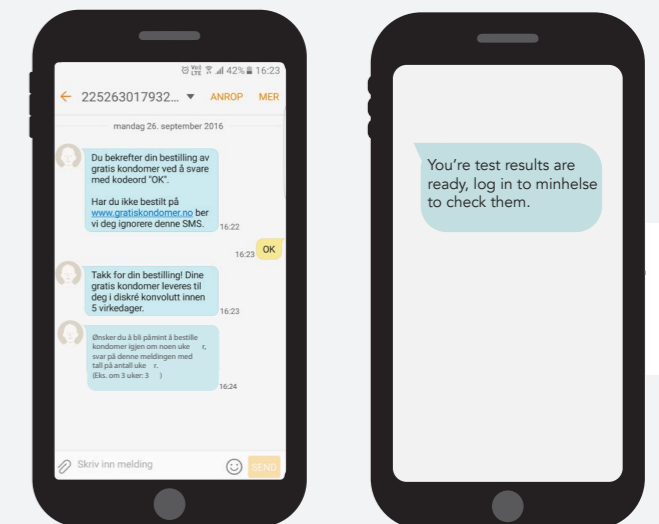 VoLTE 42% 16:23
225263017932... ANROP MER
mandag 26. september 2016
Du bekrefter din bestilling av
gratis kondomer ved å svare
med kodeord "OK".
Har du ikke bestilt på
www.gratiskondomer.no ber
vi deg ignorere denne SMS.
16:22
16:23 OK
Takk for din bestilling! Dine
gratis kondomer leveres til
deg i diskré konvolutt innen
5 virkedager.
16:23
Ønsker du å bli påmint å bestille
kondomer igjen om noen uke r,
svar på denne meldingen med
tall på antall uke r.
(Eks. om 3 uker: 3 )
16:24
Skriv inn melding SEND
You're test results are
ready, log in to minhelse
to check them.